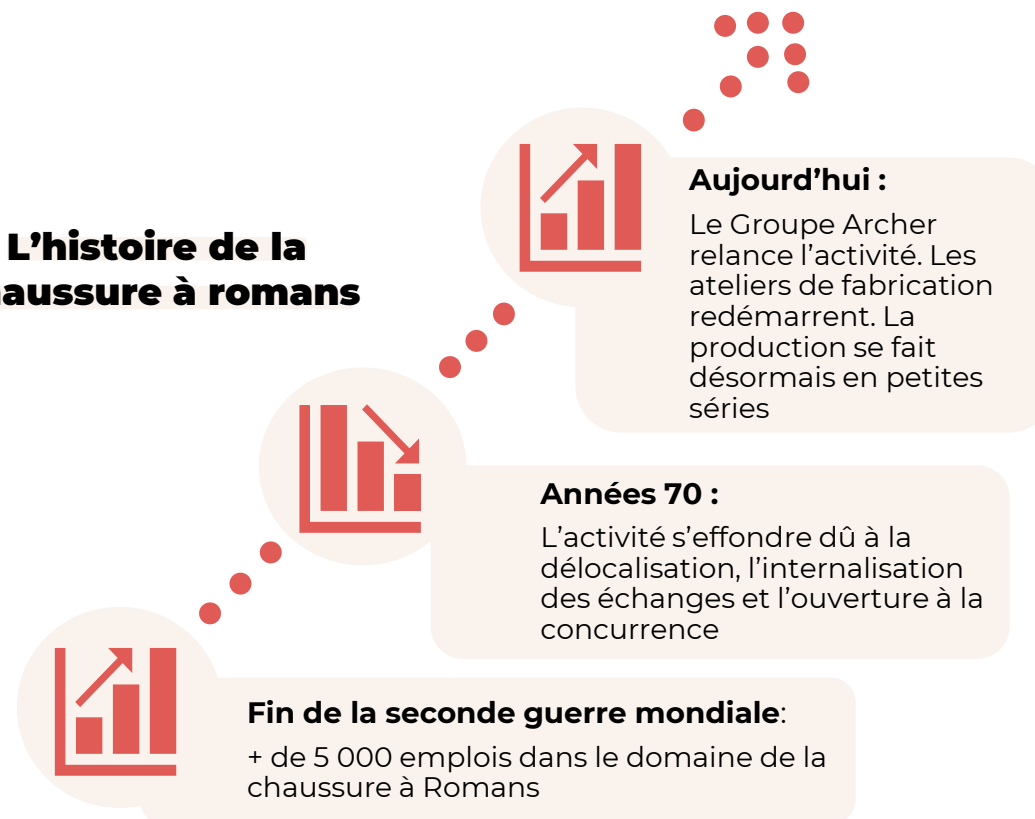 L’histoire de la
haussure à romans
Aujourd’hui :
Le Groupe Archer
relance l’activité. Les
ateliers de fabrication
redémarrent. La
production se fait
désormais en petites
séries
Années 70 :
L’activité s’effondre dû à la
délocalisation, l’internalisation
des échanges et l’ouverture à la
concurrence
Fin de la seconde guerre mondiale:
+ de 5 000 emplois dans le domaine de la
chaussure à Romans